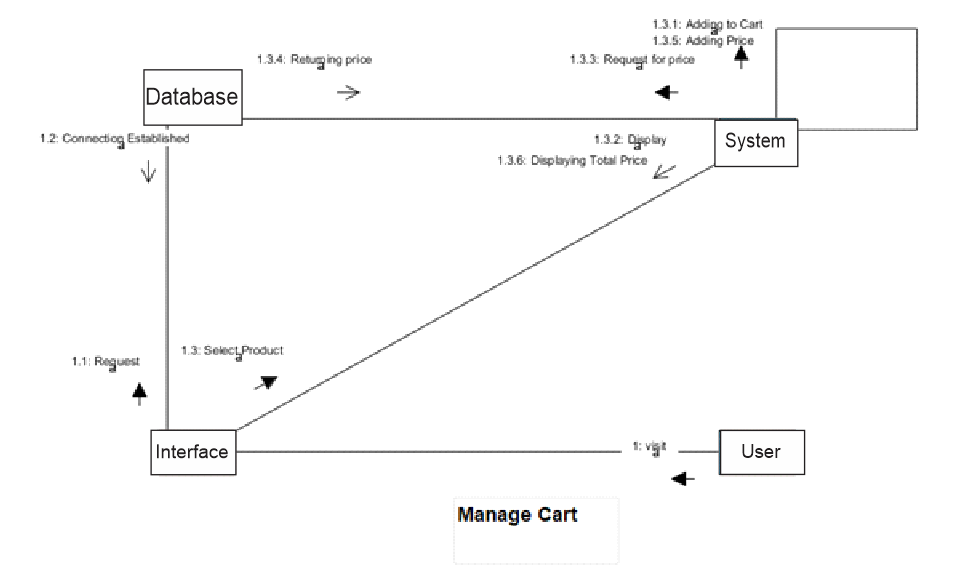 1.3.1: Adding to Cart
1.3.5: Adding Price
1.3.4: Returning price
1.3.3: Request for price
Database
1.2: Connection Established
1.3.2: Display
System
1.3.6: Displaying Total Price
1.1: Request
1.3: Select Product
Interface
1: visit
User
Manage Cart